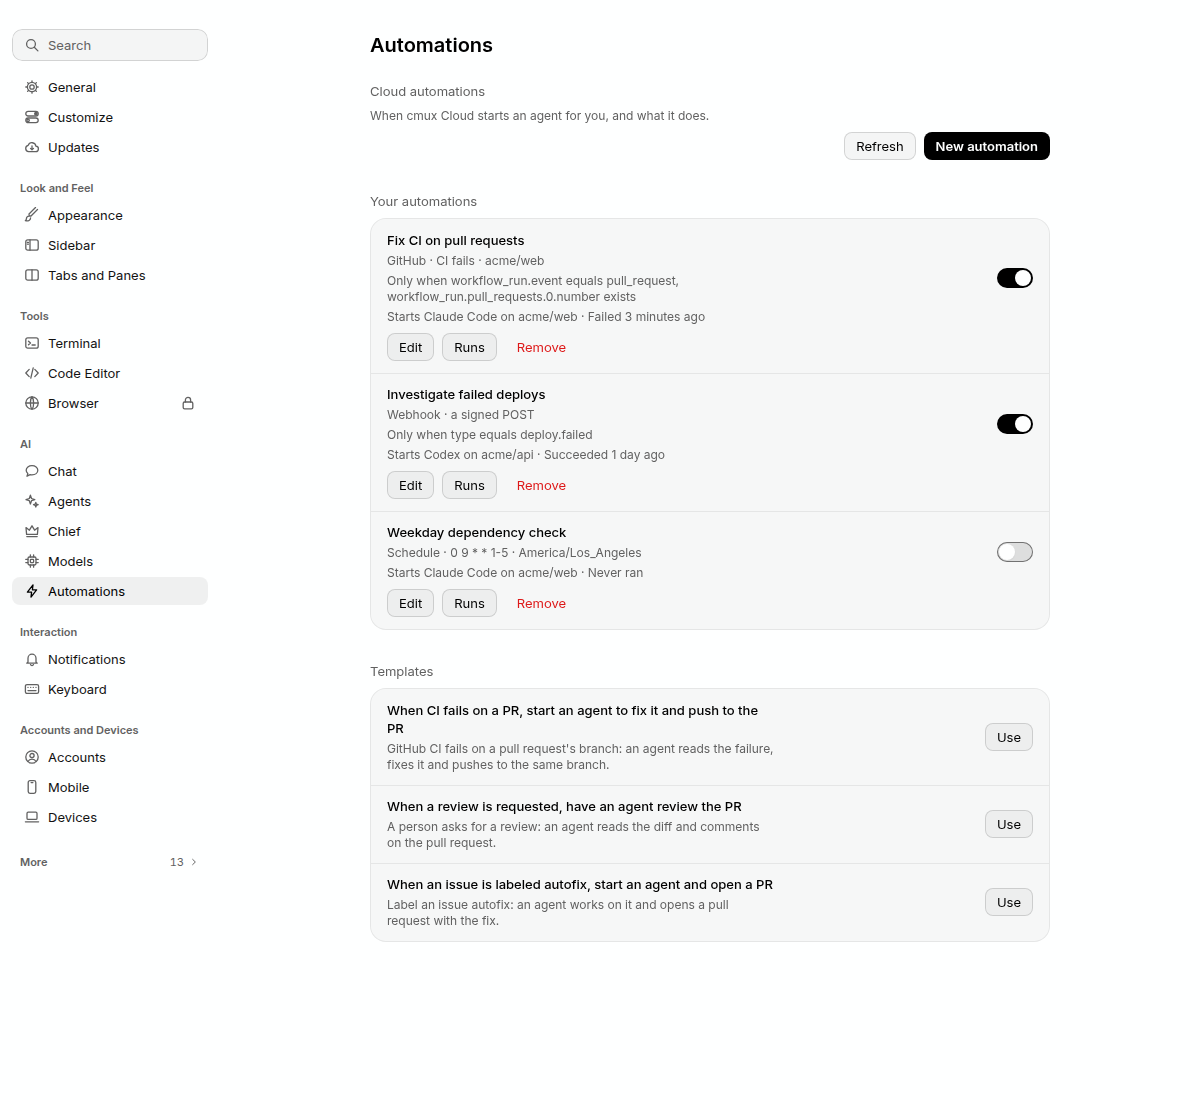 Search
General
Customize
Updates
Look and Feel
Appearance
Sidebar
Tabs and Panes
Tools
Terminal
Code Editor
Browser
AI
Chat
Agents
Chief
Models
Automations
Interaction
Notifications
Keyboard
Accounts and Devices
Accounts
Mobile
Devices
More 13
Automations
Cloud automations
When cmux Cloud starts an agent for you, and what it does.
Refresh New automation
Your automations
Fix CI on pull requests
GitHub · CI fails · acme/web
Only when workflow_run.event equals pull_request,
workflow_run.pull_requests.0.number exists
Starts Claude Code on acme/web · Failed 3 minutes ago
Edit Runs Remove
Investigate failed deploys
Webhook · a signed POST
Only when type equals deploy.failed
Starts Codex on acme/api · Succeeded 1 day ago
Edit Runs Remove
Weekday dependency check
Schedule · 0 9 * * 1-5 · America/Los_Angeles
Starts Claude Code on acme/web · Never ran
Edit Runs Remove
Templates
When CI fails on a PR, start an agent to fix it and push to the
PR
GitHub CI fails on a pull request's branch: an agent reads the failure,
fixes it and pushes to the same branch.
Use
When a review is requested, have an agent review the PR
A person asks for a review: an agent reads the diff and comments
on the pull request.
Use
When an issue is labeled autofix, start an agent and open a PR
Label an issue autofix: an agent works on it and opens a pull
request with the fix.
Use